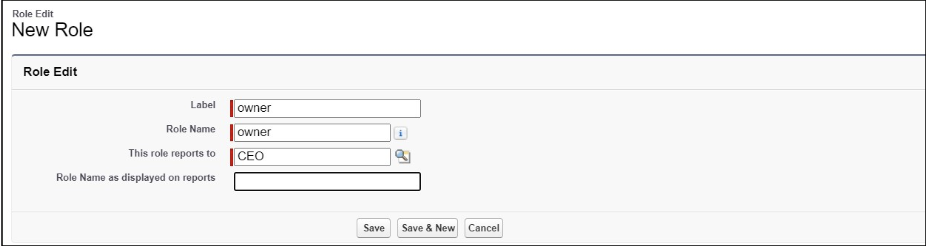 Role Edit
New Role
Role Edit
Label owner
Role Name owner i
This role reports to CEO
Role Name as displayed on reports
Save Save & New Cancel